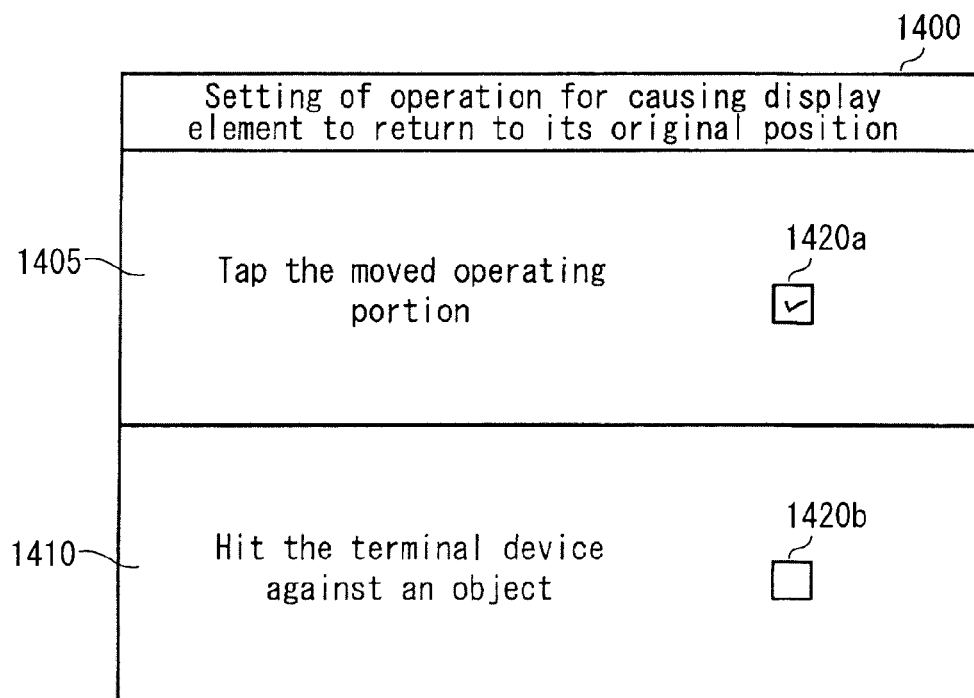 1400
Setting of operation for causing display
element to return to its original position
1405
Tap the moved operating
portion
1420a
1410
Hit the terminal device
against an object
1420b